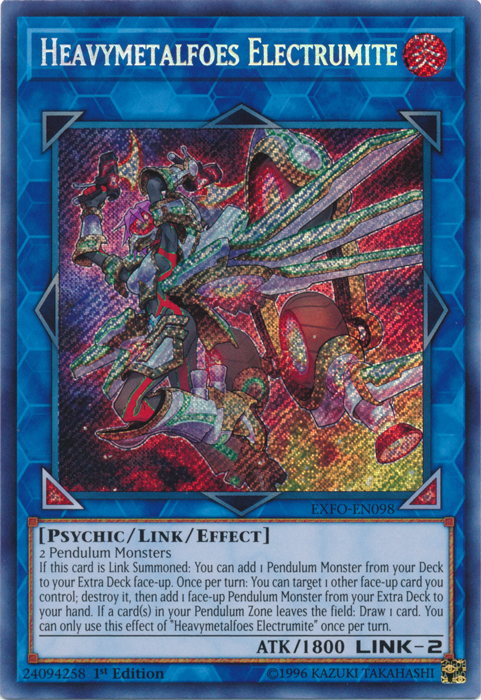 HEAVYMETALFOES ELECTRUMITE
炎
EXFO-EN098
[PSYCHIC/LINK/EFFECT]
2 Pendulum Monsters
If this card is Link Summoned: You can add 1 Pendulum Monster from your Deck
to your Extra Deck face-up. Once per turn: You can target 1 other face-up card you
control; destroy it, then add 1 face-up Pendulum Monster from your Extra Deck to
your hand. If a card(s) in your Pendulum Zone leaves the field: Draw 1 card. You
can only use this effect of "Heavymetalfoes Electrumite" once per turn.
ATK/1800 LINK-2
24094258 1st Edition ©1996 KAZUKI TAKAHASHI